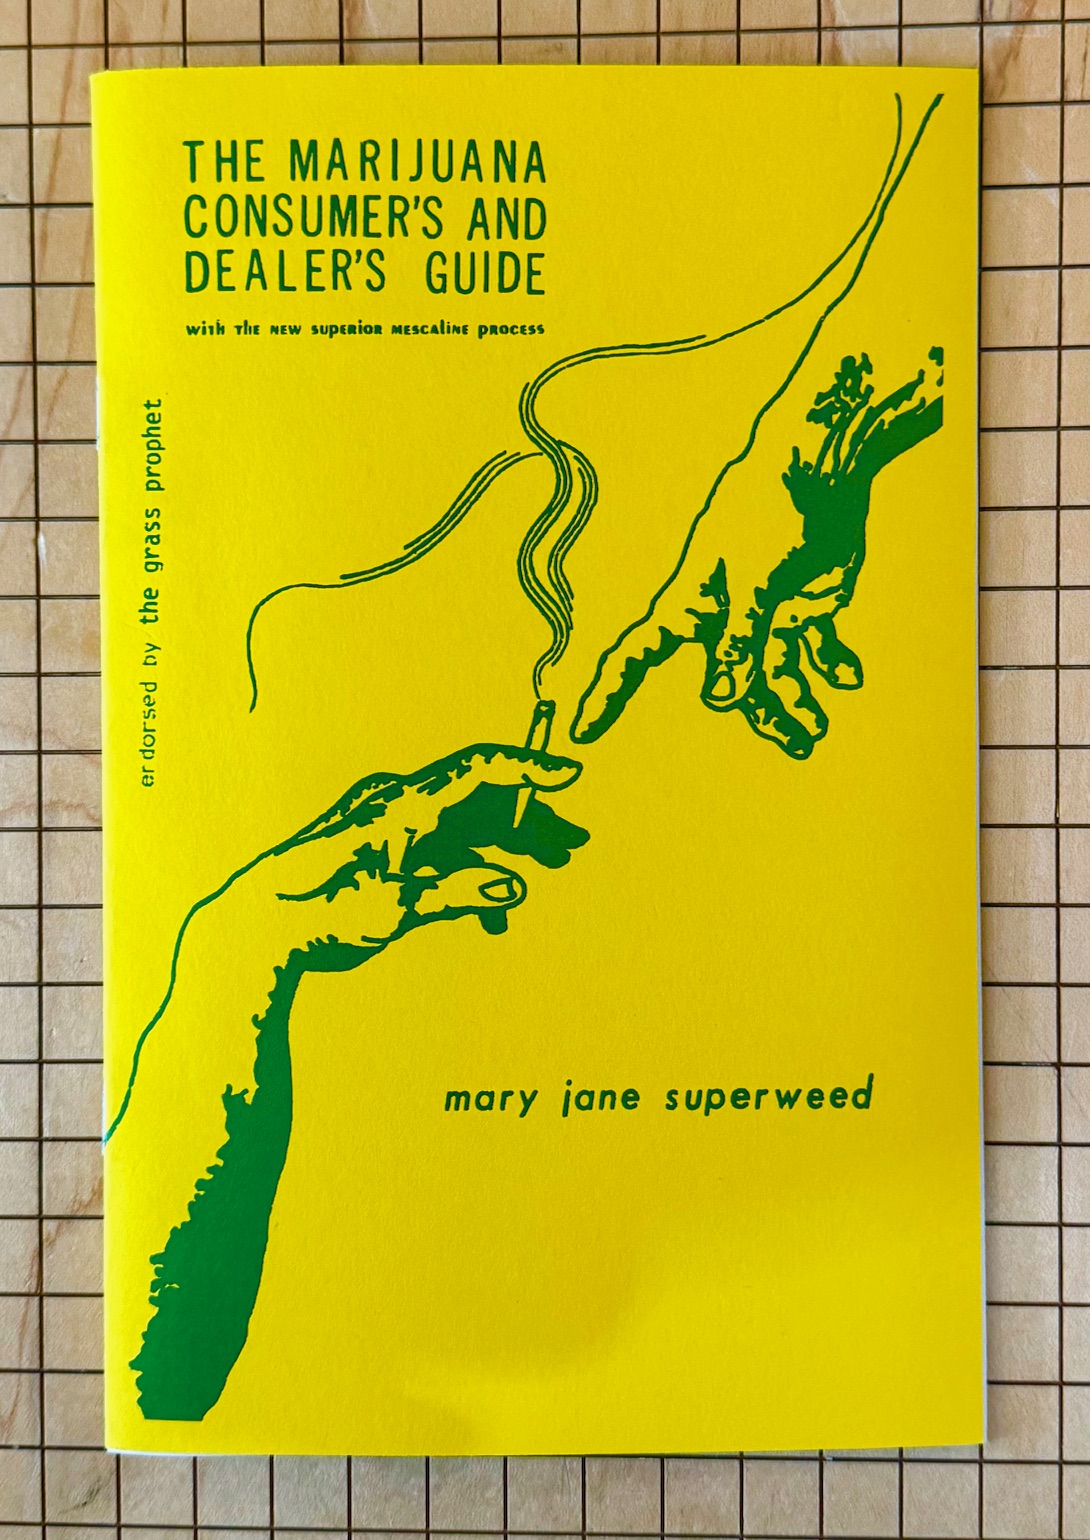 THE MARIJUANA
CONSUMER'S AND
DEALER'S GUIDE
with The NEW superior mescaline process
endorsed by the grass prophet
mary jane superweed